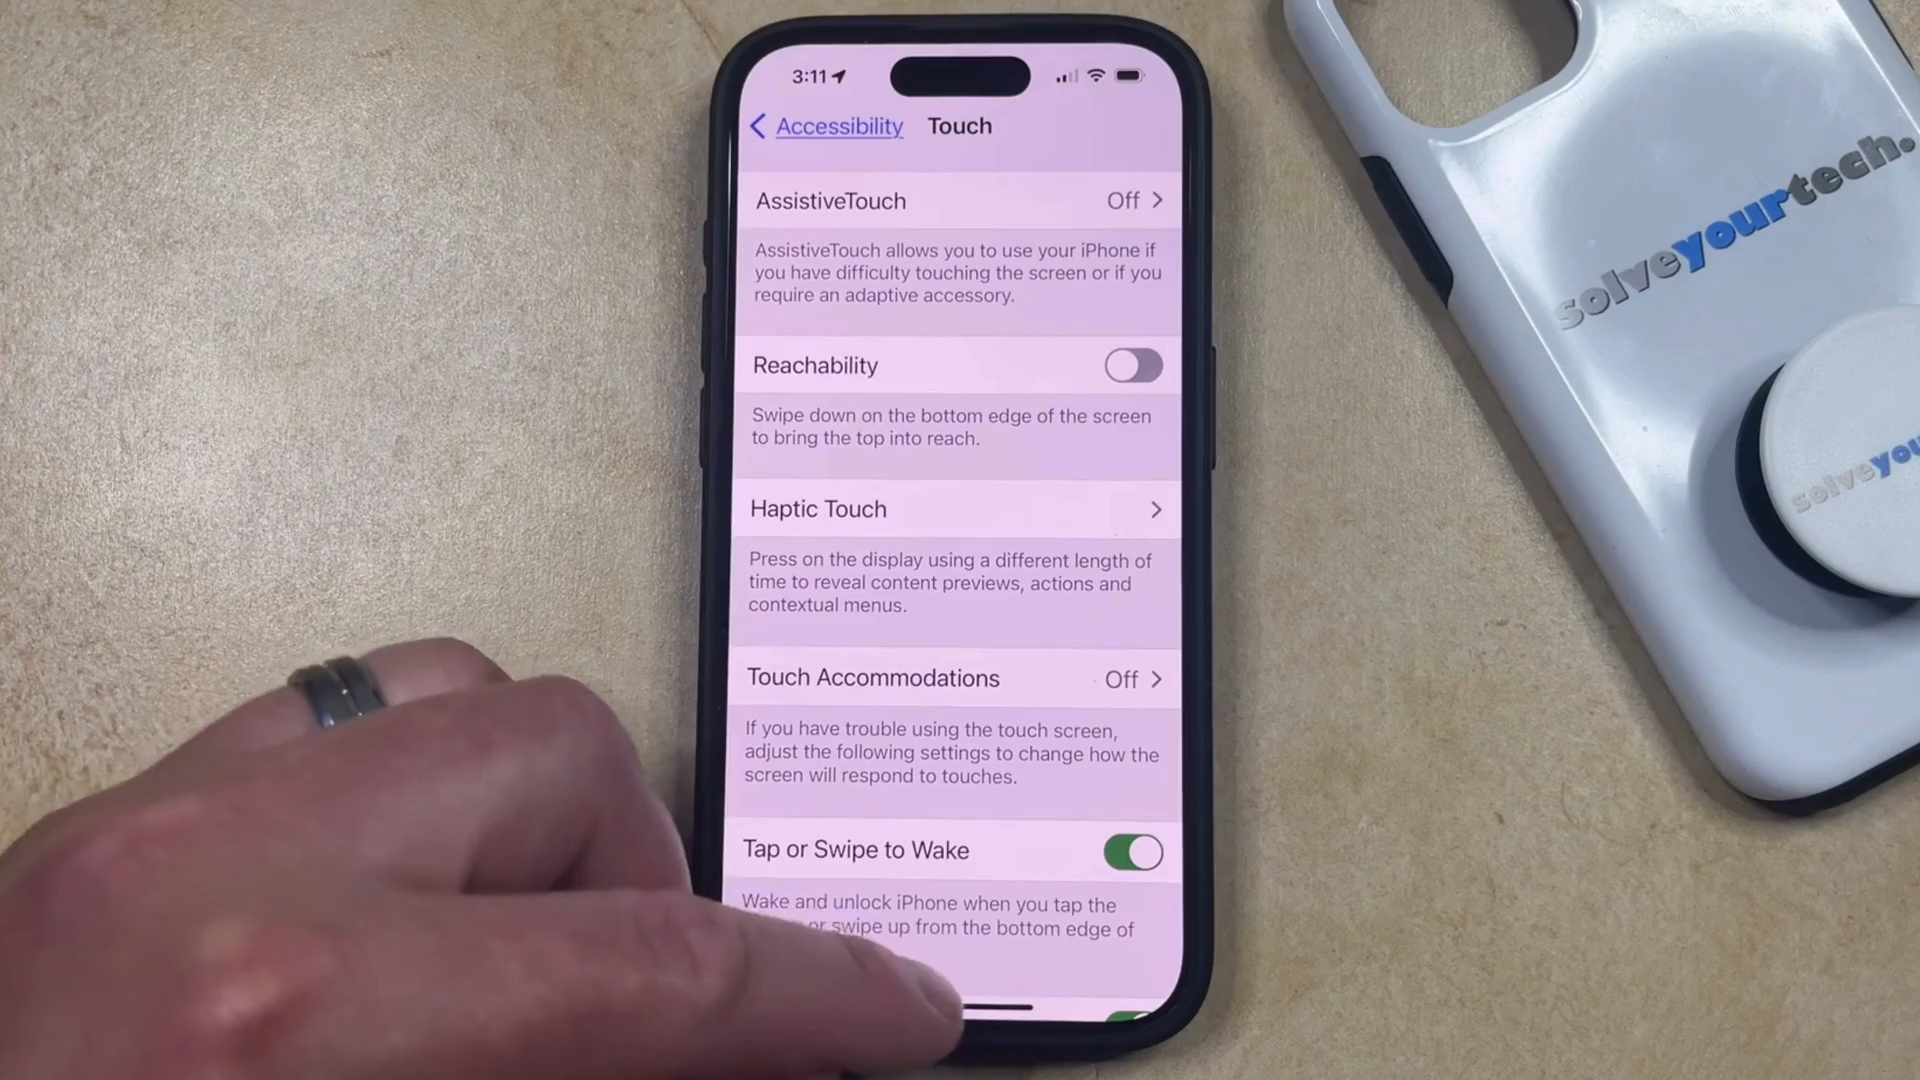 3:11
Accessibility Touch
AssistiveTouch Off
AssistiveTouch allows you to use your iPhone if
you have difficulty touching the screen or if you
require an adaptive accessory.
Reachability
Swipe down on the bottom edge of the screen
to bring the top into reach.
Haptic Touch
Press on the display using a different length of
time to reveal content previews, actions and
contextual menus.
Touch Accommodations Off
If you have trouble using the touch screen,
adjust the following settings to change how the
screen will respond to touches.
Tap or Swipe to Wake
Wake and unlock iPhone when you tap the
or swipe up from the bottom edge of
solveyourtech.
solveyou